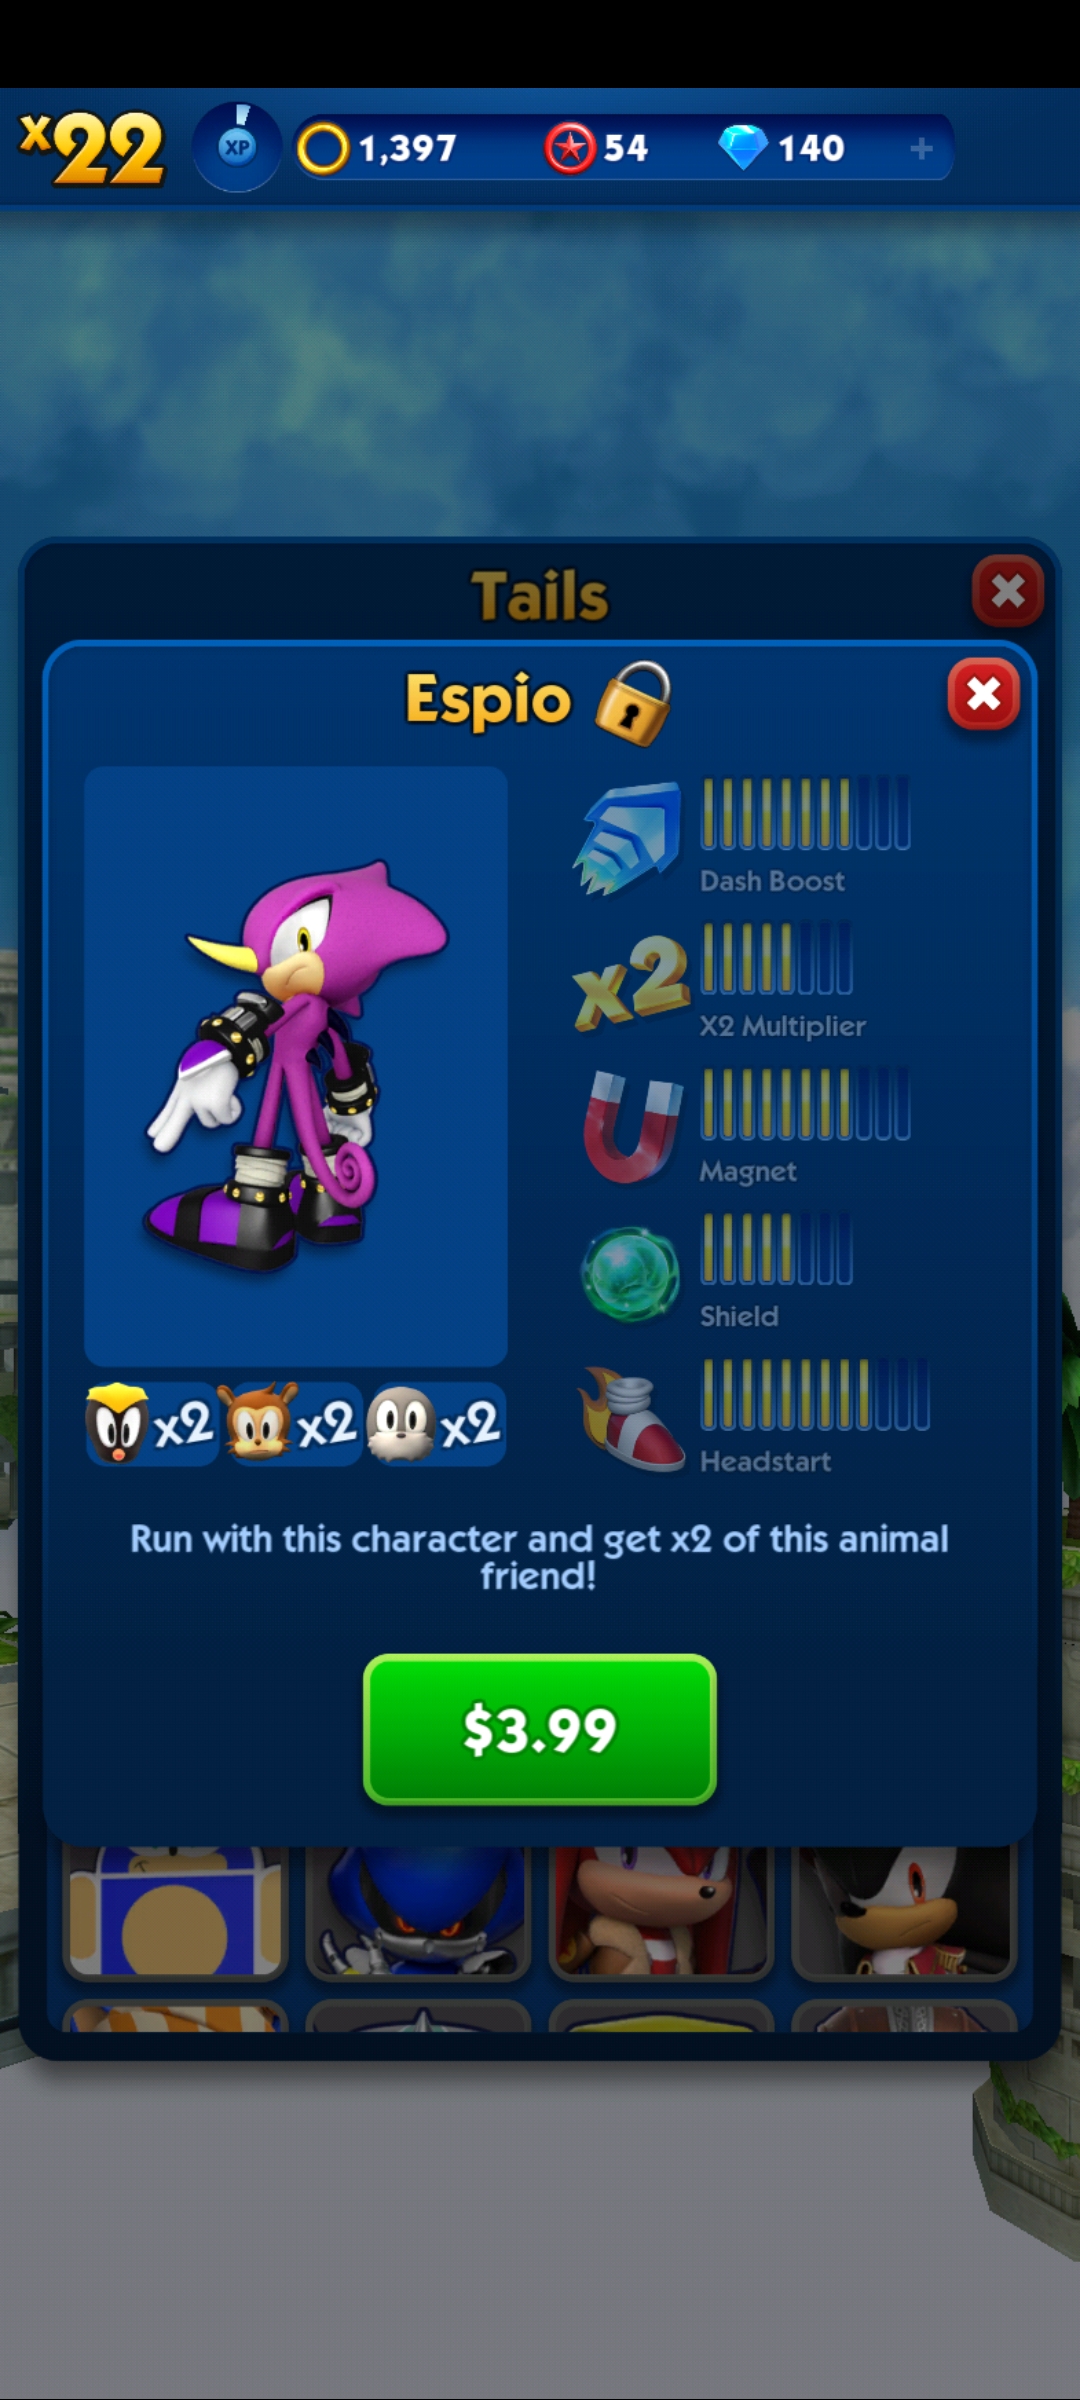 x22
XP
1,397
54
140
+
Tails
Espio
Dash Boost
x2
X2 Multiplier
Magnet
Shield
Headstart
x2
x2
x2
Run with this character and get x2 of this animal
friend!
$3.99